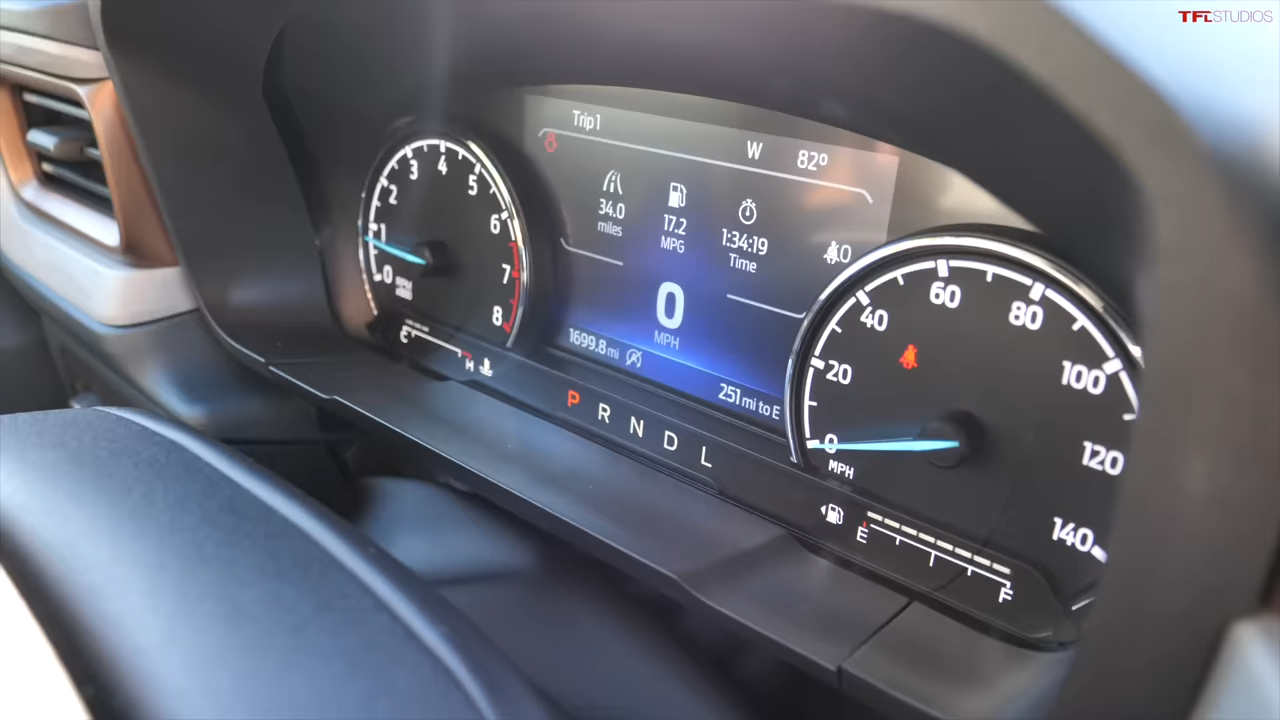 TFLSTUDIOS
Trip 1
W 82°
34.0
miles
17.2
MPG
1:34:19
Time
0
0
MPH
1699.8 mi
251 mi to E
0 1 2 3 4 5 6 7 8
RPM
C H
P R N D L
0 20 40 60 80 100 120 140
MPH
E F